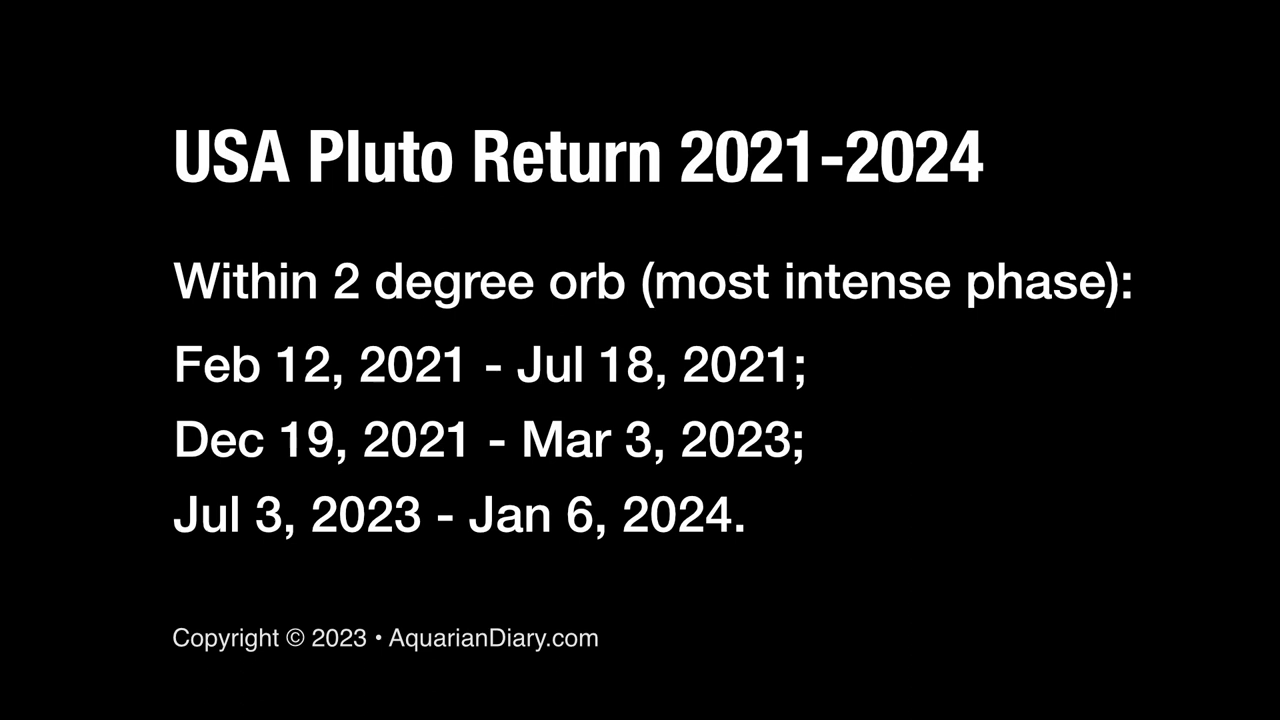 USA Pluto Return 2021-2024
Within 2 degree orb (most intense phase):
Feb 12, 2021 - Jul 18, 2021;
Dec 19, 2021 - Mar 3, 2023;
Jul 3, 2023 - Jan 6, 2024.
Copyright © 2023 • AquarianDiary.com